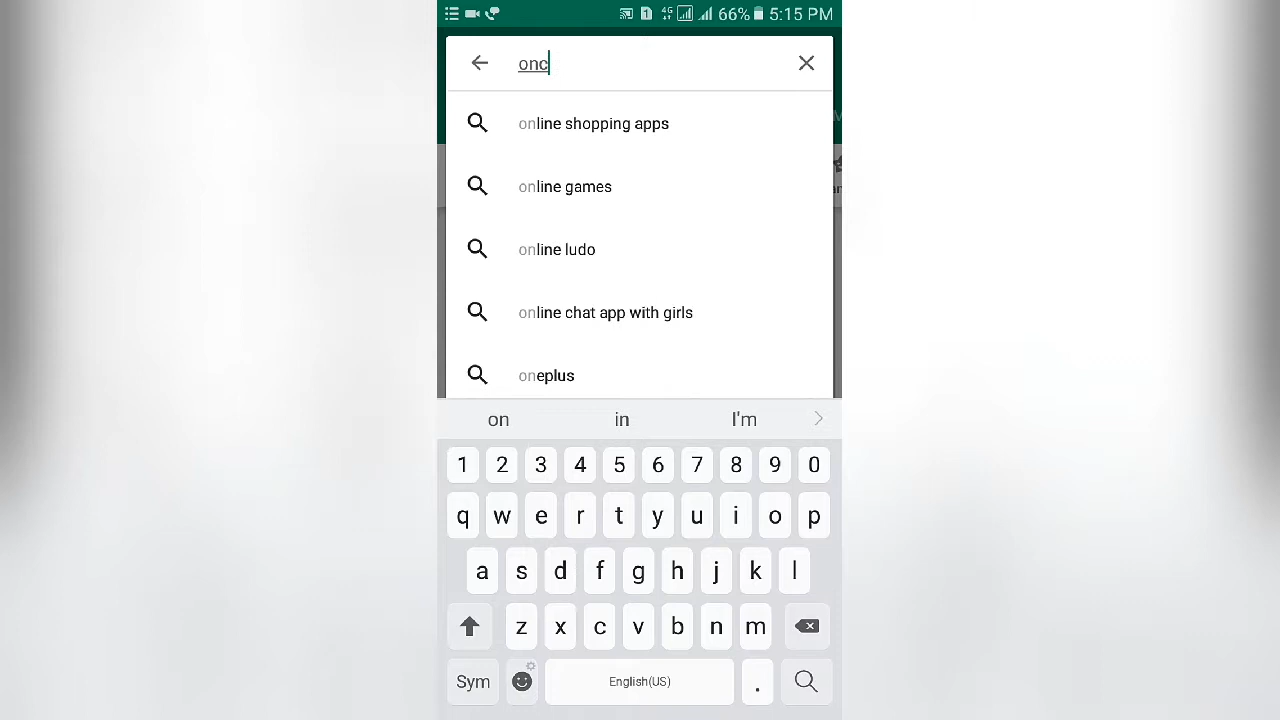 66% 5:15 PM
onc
online shopping apps
online games
online ludo
online chat app with girls
oneplus
on in I'm
1 2 3 4 5 6 7 8 9 0
q w e r t y u i o p
a s d f g h j k l
z x c v b n m
Sym English(US) .